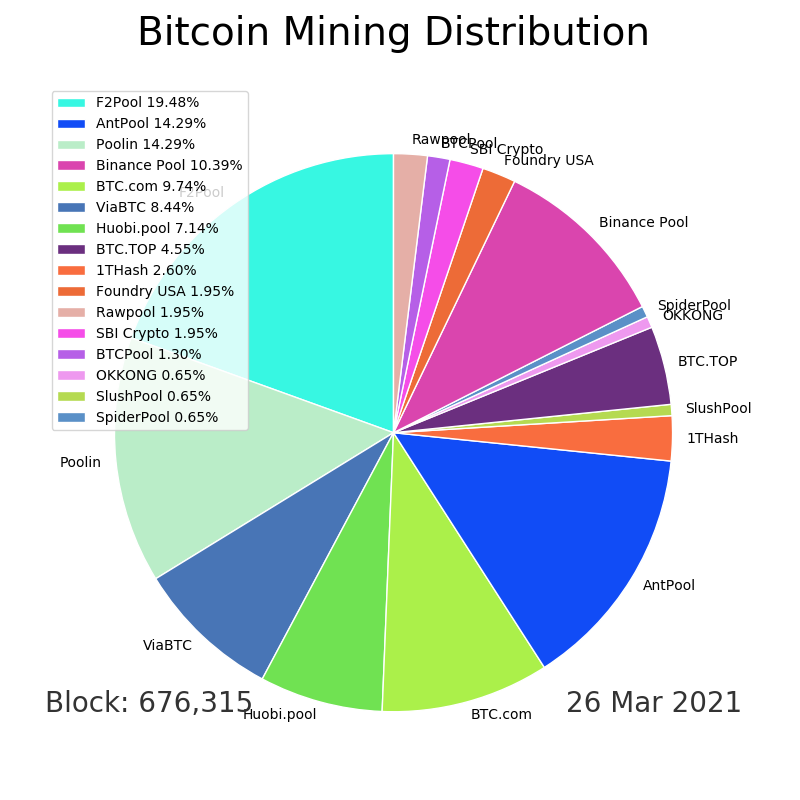 Bitcoin Mining Distribution
F2Pool 19.48%
AntPool 14.29%
Poolin 14.29%
Binance Pool 10.39%
BTC.com 9.74%
ViaBTC 8.44%
Huobi.pool 7.14%
BTC.TOP 4.55%
1THash 2.60%
Foundry USA 1.95%
Rawpool 1.95%
SBI Crypto 1.95%
BTCPool 1.30%
OKKONG 0.65%
SlushPool 0.65%
SpiderPool 0.65%
F2Pool
Rawpool
BTCPool
SBI Crypto
Foundry USA
Binance Pool
SpiderPool
OKKONG
BTC.TOP
SlushPool
1THash
AntPool
BTC.com
Huobi.pool
ViaBTC
Poolin
Block: 676,315
26 Mar 2021